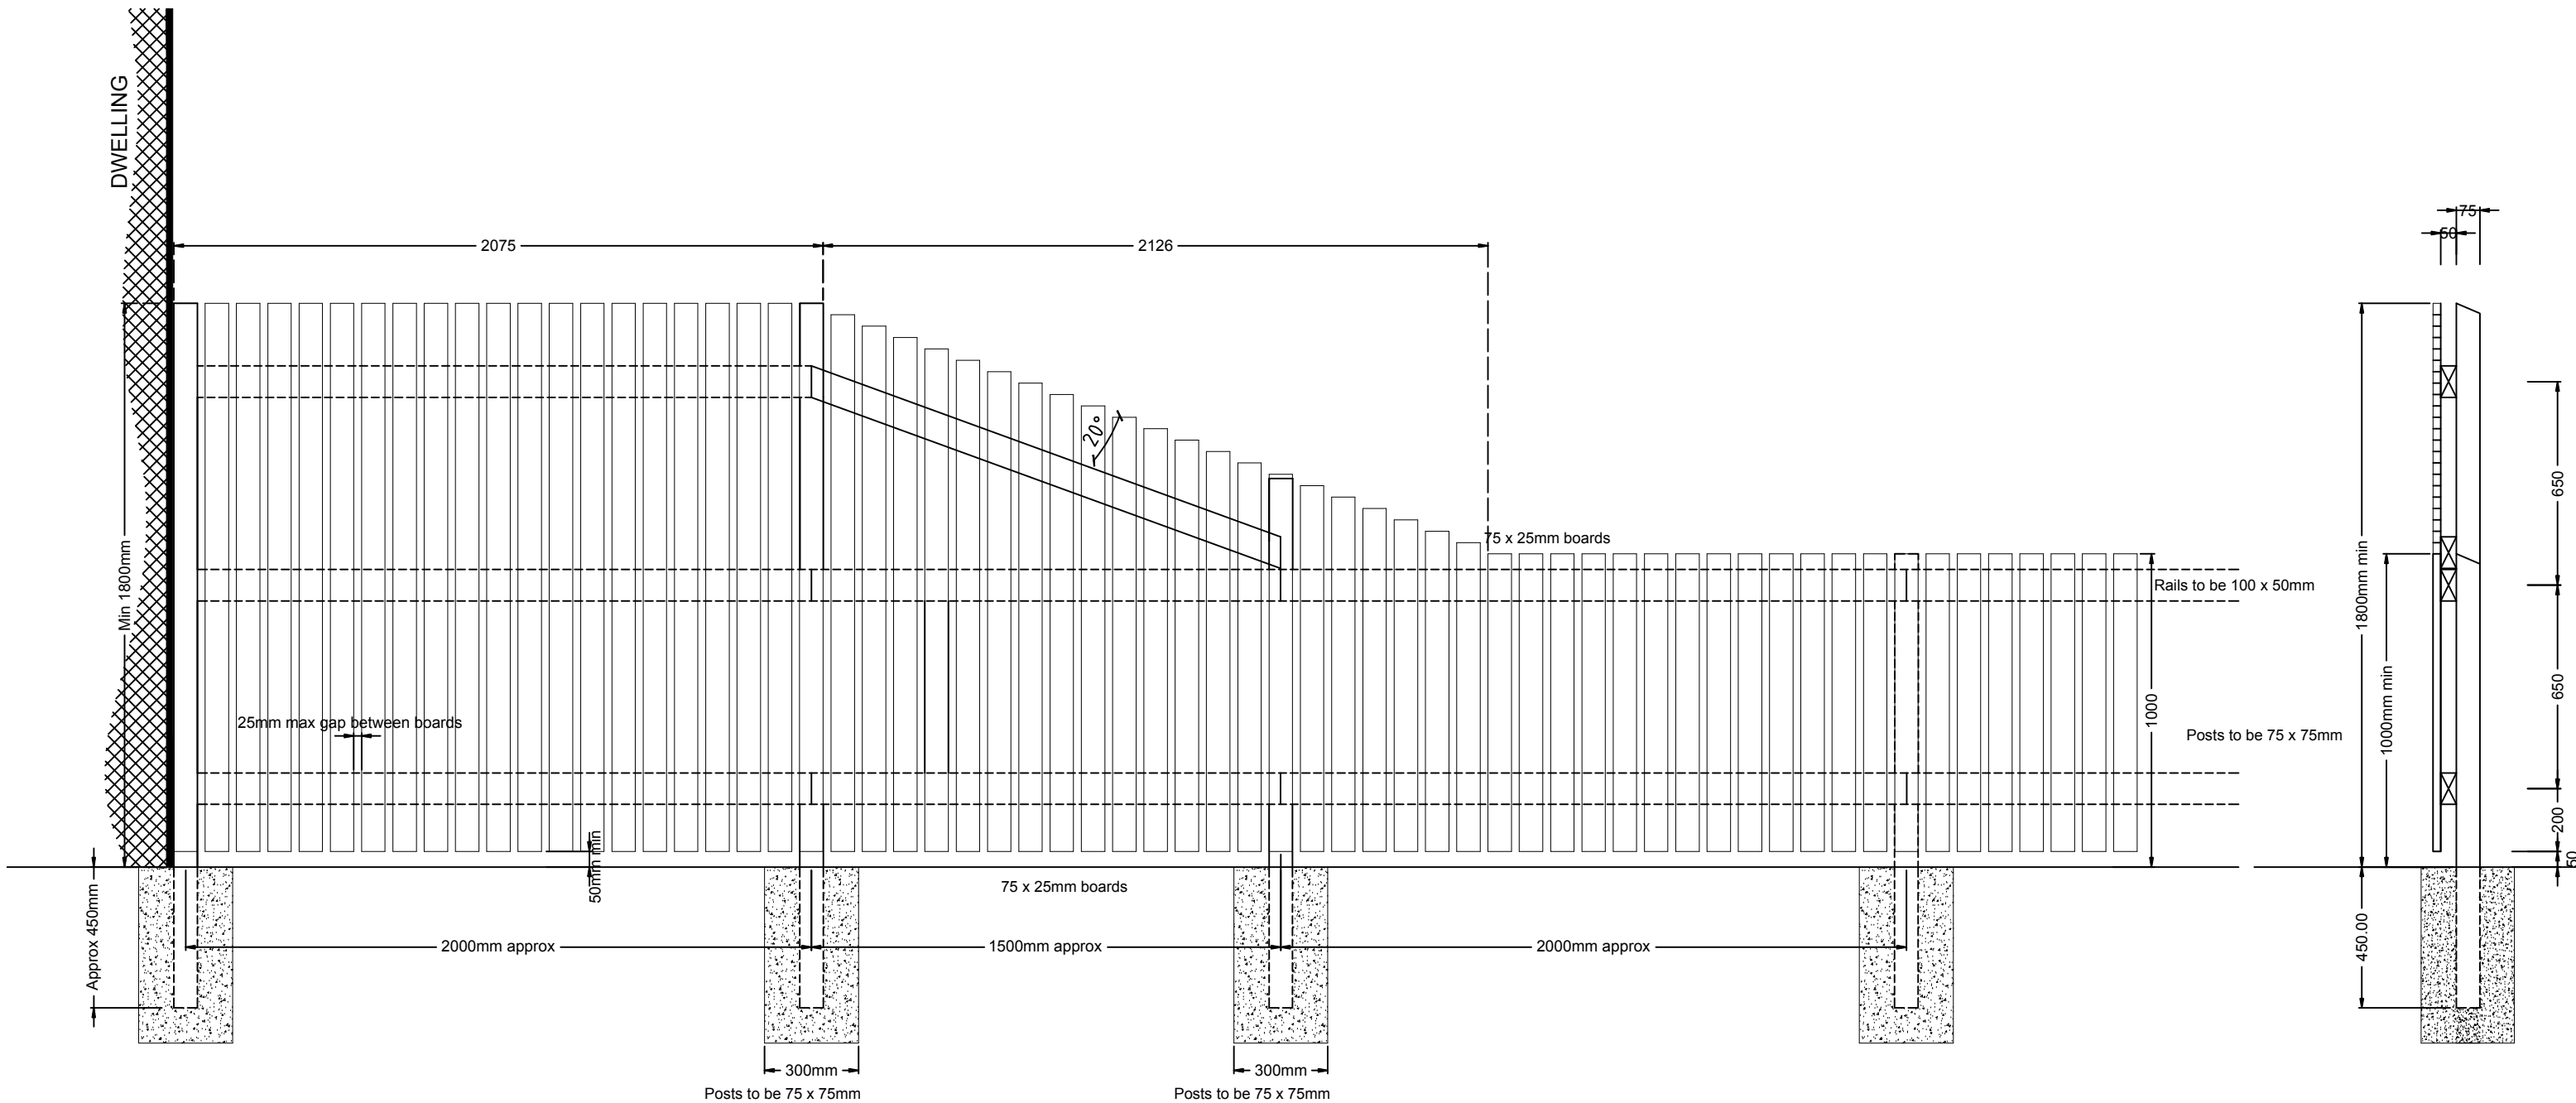 DWELLING
2075
2126
75
50
20°
75 x 25mm boards
Min 1800mm
Rails to be 100 x 50mm
1800mm min
650
1000mm min
650
25mm max gap between boards
1000
Posts to be 75 x 75mm
200
50mm min
50
75 x 25mm boards
Approx 450mm
2000mm approx
1500mm approx
2000mm approx
450.00
300mm
300mm
Posts to be 75 x 75mm
Posts to be 75 x 75mm